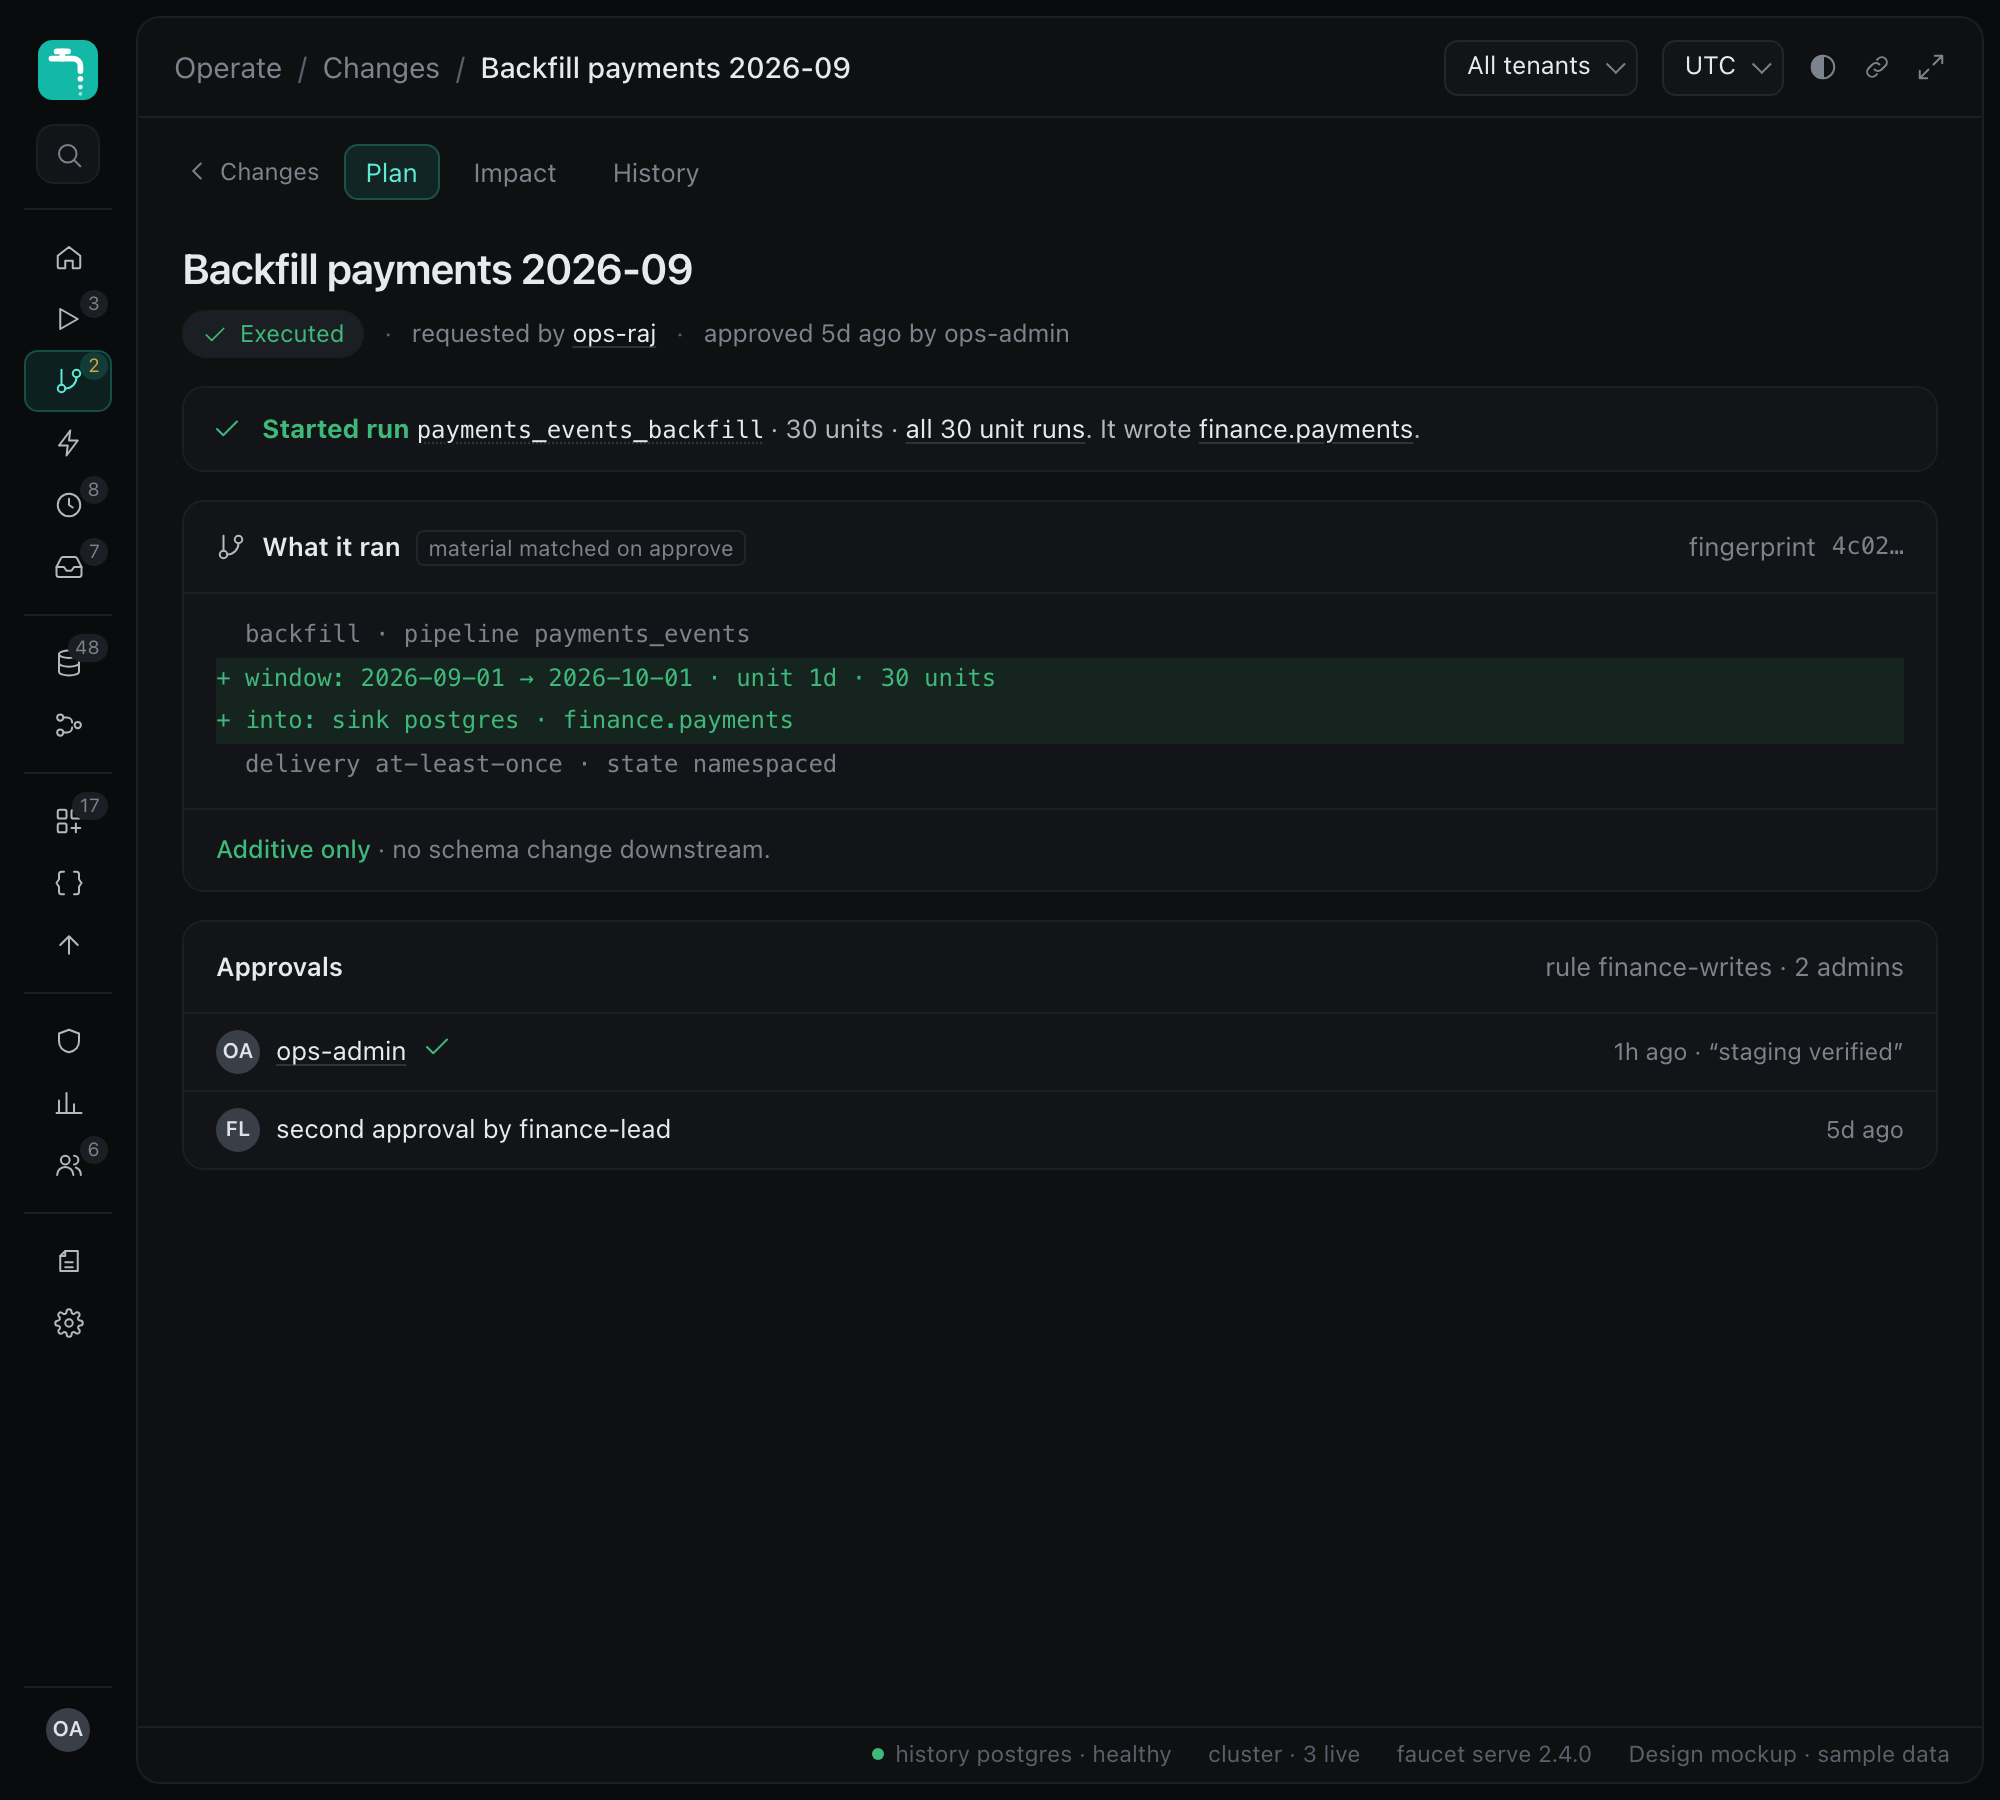 Operate / Changes / Backfill payments 2026-09
All tenants
UTC
Changes
Plan
Impact
History
Backfill payments 2026-09
Executed · requested by ops-raj · approved 5d ago by ops-admin
Started run payments_events_backfill · 30 units · all 30 unit runs. It wrote finance.payments.
What it ran
material matched on approve
fingerprint 4c02…
backfill · pipeline payments_events
+ window: 2026-09-01 → 2026-10-01 · unit 1d · 30 units
+ into: sink postgres · finance.payments
delivery at-least-once · state namespaced
Additive only · no schema change downstream.
Approvals
rule finance-writes · 2 admins
OA
ops-admin
1h ago · “staging verified”
FL
second approval by finance-lead
5d ago
3
2
8
7
48
17
6
OA
history postgres · healthy
cluster · 3 live
faucet serve 2.4.0
Design mockup · sample data